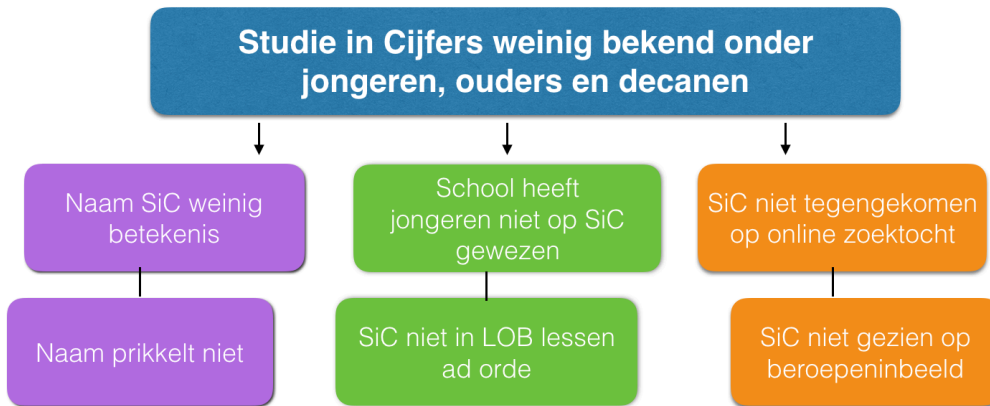 Studie in Cijfers weinig bekend onder
jongeren, ouders en decanen
Naam SiC weinig
betekenis
School heeft
jongeren niet op SiC
gewezen
SiC niet tegengekomen
op online zoektocht
Naam prikkelt niet
SiC niet in LOB lessen
ad orde
SiC niet gezien op
beroepeninbeeld